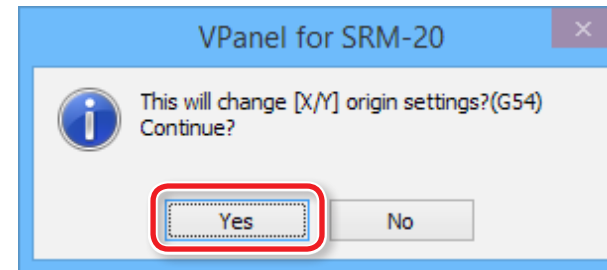 VPanel for SRM-20
This will change [X/Y] origin settings?(G54)
Continue?
Yes
No